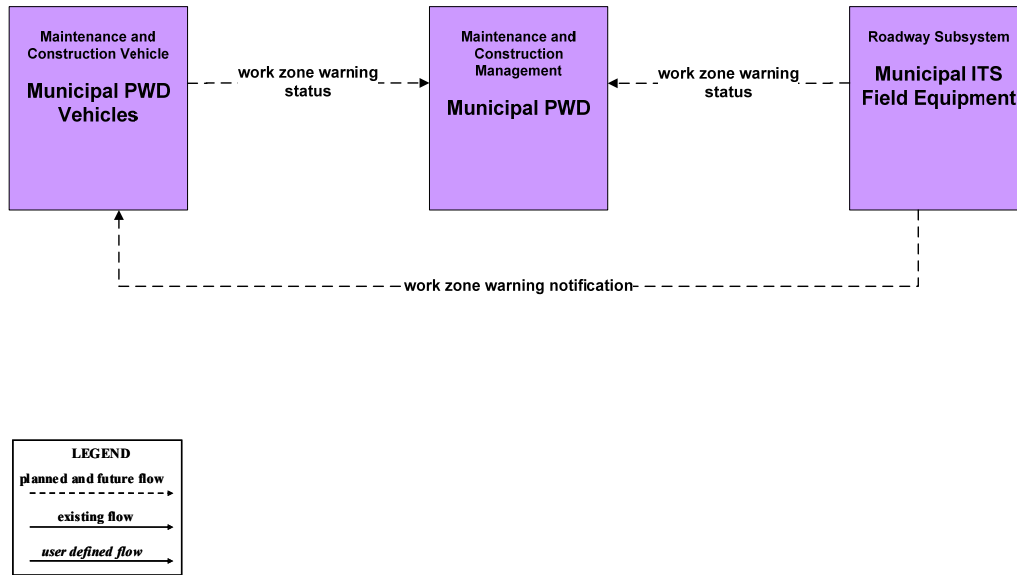 Maintenance and
Construction Vehicle
Municipal PWD
Vehicles
work zone warning
status
Maintenance and
Construction
Management
Municipal PWD
work zone warning
status
Roadway Subsystem
Municipal ITS
Field Equipment
work zone warning notification
LEGEND
planned and future flow
existing flow
user defined flow